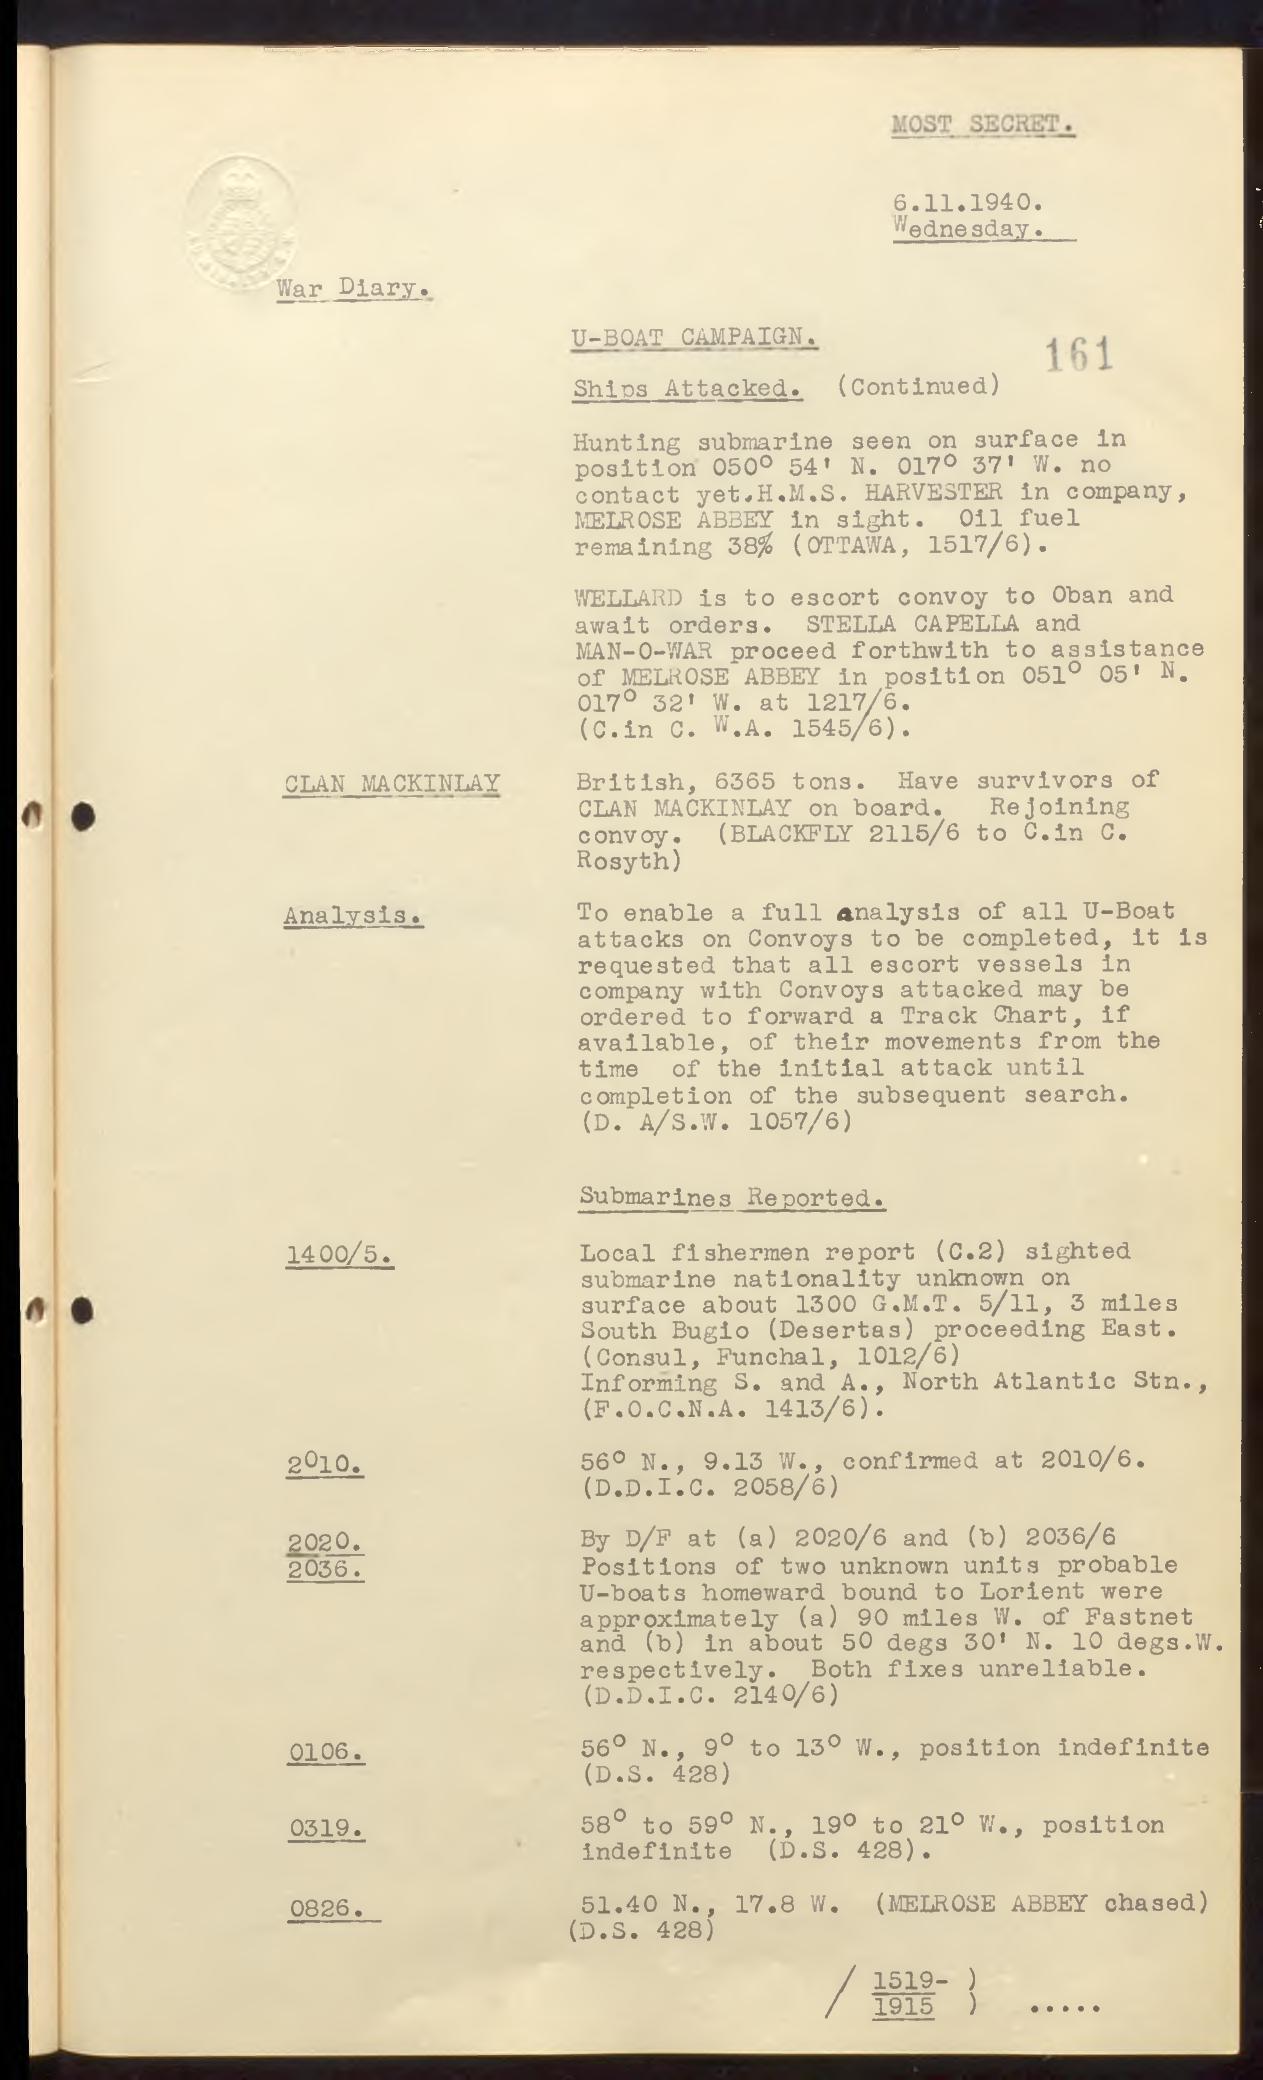 MOST SECRET.
6.11.1940.
Wednesday.
War Diary.
U-BOAT CAMPAIGN.
161
Ships Attacked. (Continued)
Hunting submarine seen on surface in
position 050° 54' N. 017° 37' W. no
contact yet.H.M.S. HARVESTER in company,
MELROSE ABBEY in sight. Oil fuel
remaining 38% (OTTAWA, 1517/6).
WELLARD is to escort convoy to Oban and
await orders. STELLA CAPELLA and
MAN-O-WAR proceed forthwith to assistance
of MELROSE ABBEY in position 051° 05' N.
017° 32' W. at 1217/6.
(C.in C. W.A. 1545/6).
CLAN MACKINLAY British, 6365 tons. Have survivors of
CLAN MACKINLAY on board. Rejoining
convoy. (BLACKFLY 2115/6 to C.in C.
Rosyth)
Analysis. To enable a full analysis of all U-Boat
attacks on Convoys to be completed, it is
requested that all escort vessels in
company with Convoys attacked may be
ordered to forward a Track Chart, if
available, of their movements from the
time of the initial attack until
completion of the subsequent search.
(D. A/S.W. 1057/6)
Submarines Reported.
1400/5. Local fishermen report (C.2) sighted
submarine nationality unknown on
surface about 1300 G.M.T. 5/11, 3 miles
South Bugio (Desertas) proceeding East.
(Consul, Funchal, 1012/6)
Informing S. and A., North Atlantic Stn.,
(F.O.C.N.A. 1413/6).
2010. 56° N., 9.13 W., confirmed at 2010/6.
(D.D.I.C. 2058/6)
2020. By D/F at (a) 2020/6 and (b) 2036/6
2036. Positions of two unknown units probable
U-boats homeward bound to Lorient were
approximately (a) 90 miles W. of Fastnet
and (b) in about 50 degs 30' N. 10 degs.W.
respectively. Both fixes unreliable.
(D.D.I.C. 2140/6)
0106. 56° N., 9° to 13° W., position indefinite
(D.S. 428)
0319. 58° to 59° N., 19° to 21° W., position
indefinite (D.S. 428).
0826. 51.40 N., 17.8 W. (MELROSE ABBEY chased)
(D.S. 428)
/ 1519- )
/ 1915 ) .....